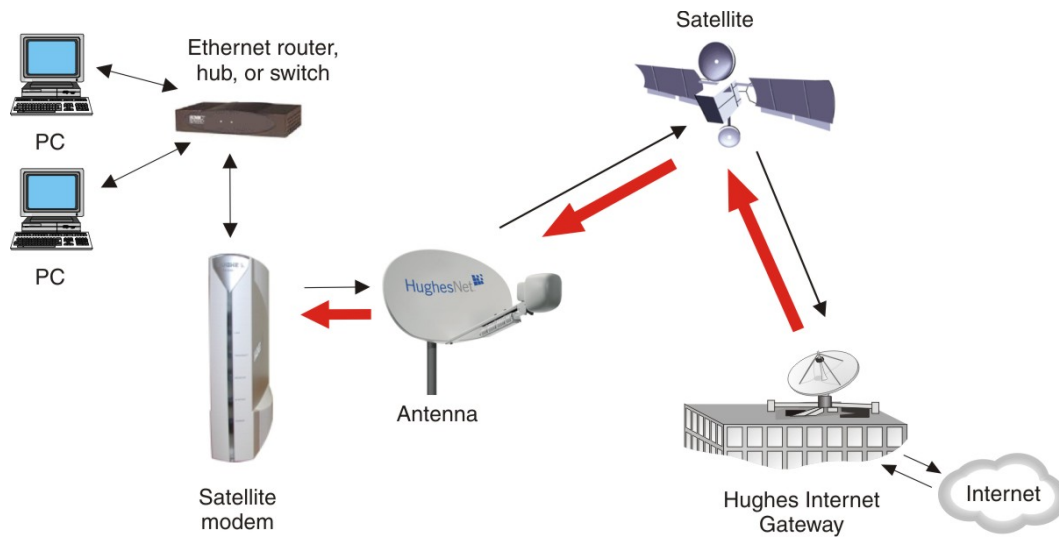 Satellite
Ethernet router,
hub, or switch
PC
PC
HughesNet
Antenna
Satellite
modem
Hughes Internet
Gateway
Internet